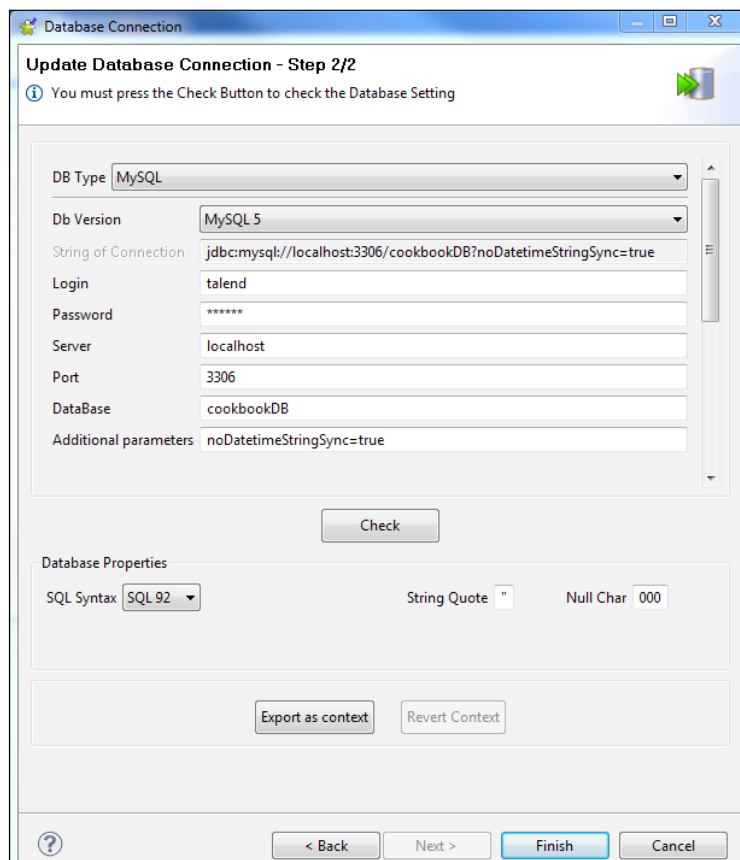 Database Connection
Update Database Connection - Step 2/2
You must press the Check Button to check the Database Setting
DB Type MySQL
Db Version MySQL 5
String of Connection jdbc:mysql://localhost:3306/cookbookDB?noDatetimeStringSync=true
Login talend
Password ******
Server localhost
Port 3306
DataBase cookbookDB
Additional parameters noDatetimeStringSync=true
Check
Database Properties
SQL Syntax SQL 92 String Quote " Null Char 000
Export as context Revert Context
? < Back Next > Finish Cancel